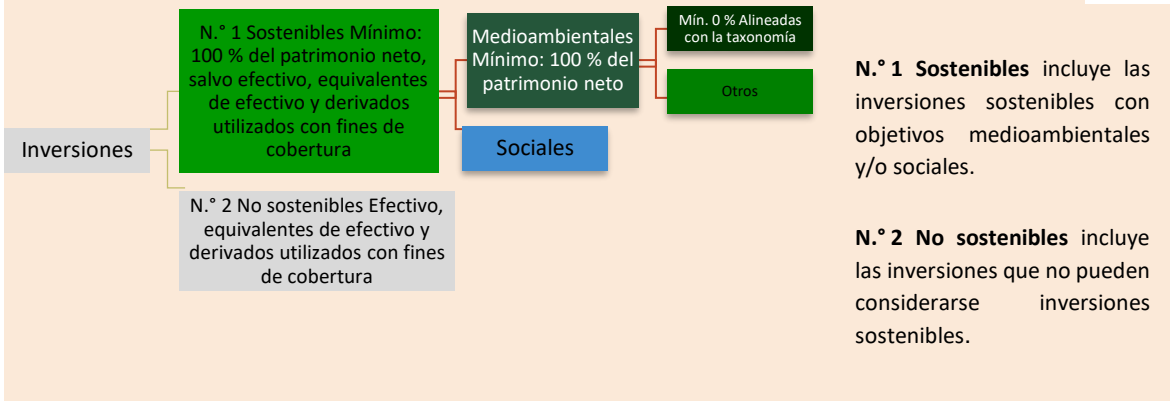 Inversiones
N.° 1 Sostenibles Mínimo:
100 % del patrimonio neto,
salvo efectivo, equivalentes
de efectivo y derivados
utilizados con fines de
cobertura
N.° 2 No sostenibles Efectivo,
equivalentes de efectivo y
derivados utilizados con fines
de cobertura
Medioambientales
Mínimo: 100 % del
patrimonio neto
Sociales
Mín. 0 % Alineadas
con la taxonomía
Otros
N.° 1 Sostenibles incluye las
inversiones sostenibles con
objetivos medioambientales
y/o sociales.
N.° 2 No sostenibles incluye
las inversiones que no pueden
considerarse inversiones
sostenibles.